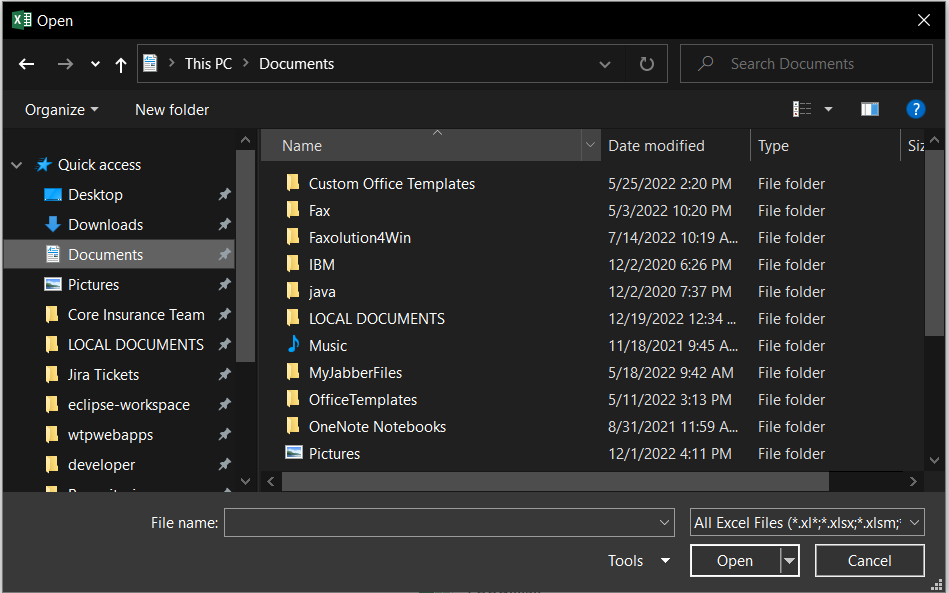 Open
This PC > Documents
Search Documents
Organize
New folder
?
Name
Date modified
Type
Quick access
Desktop
Downloads
Documents
Pictures
Core Insurance Team
LOCAL DOCUMENTS
Jira Tickets
eclipse-workspace
wtpwebapps
developer
Custom Office Templates 5/25/2022 2:20 PM File folder
Fax 5/3/2022 10:20 PM File folder
Faxolution4Win 7/14/2022 10:19 A... File folder
IBM 12/2/2020 6:26 PM File folder
java 12/2/2020 7:37 PM File folder
LOCAL DOCUMENTS 12/19/2022 12:34 ... File folder
Music 11/18/2021 9:45 A... File folder
MyJabberFiles 5/18/2022 9:42 AM File folder
OfficeTemplates 5/11/2022 3:13 PM File folder
OneNote Notebooks 8/31/2021 11:59 A... File folder
Pictures 12/1/2022 4:11 PM File folder
File name:
All Excel Files (*.xl*;*.xlsx;*.xlsm;*
Tools
Open
Cancel